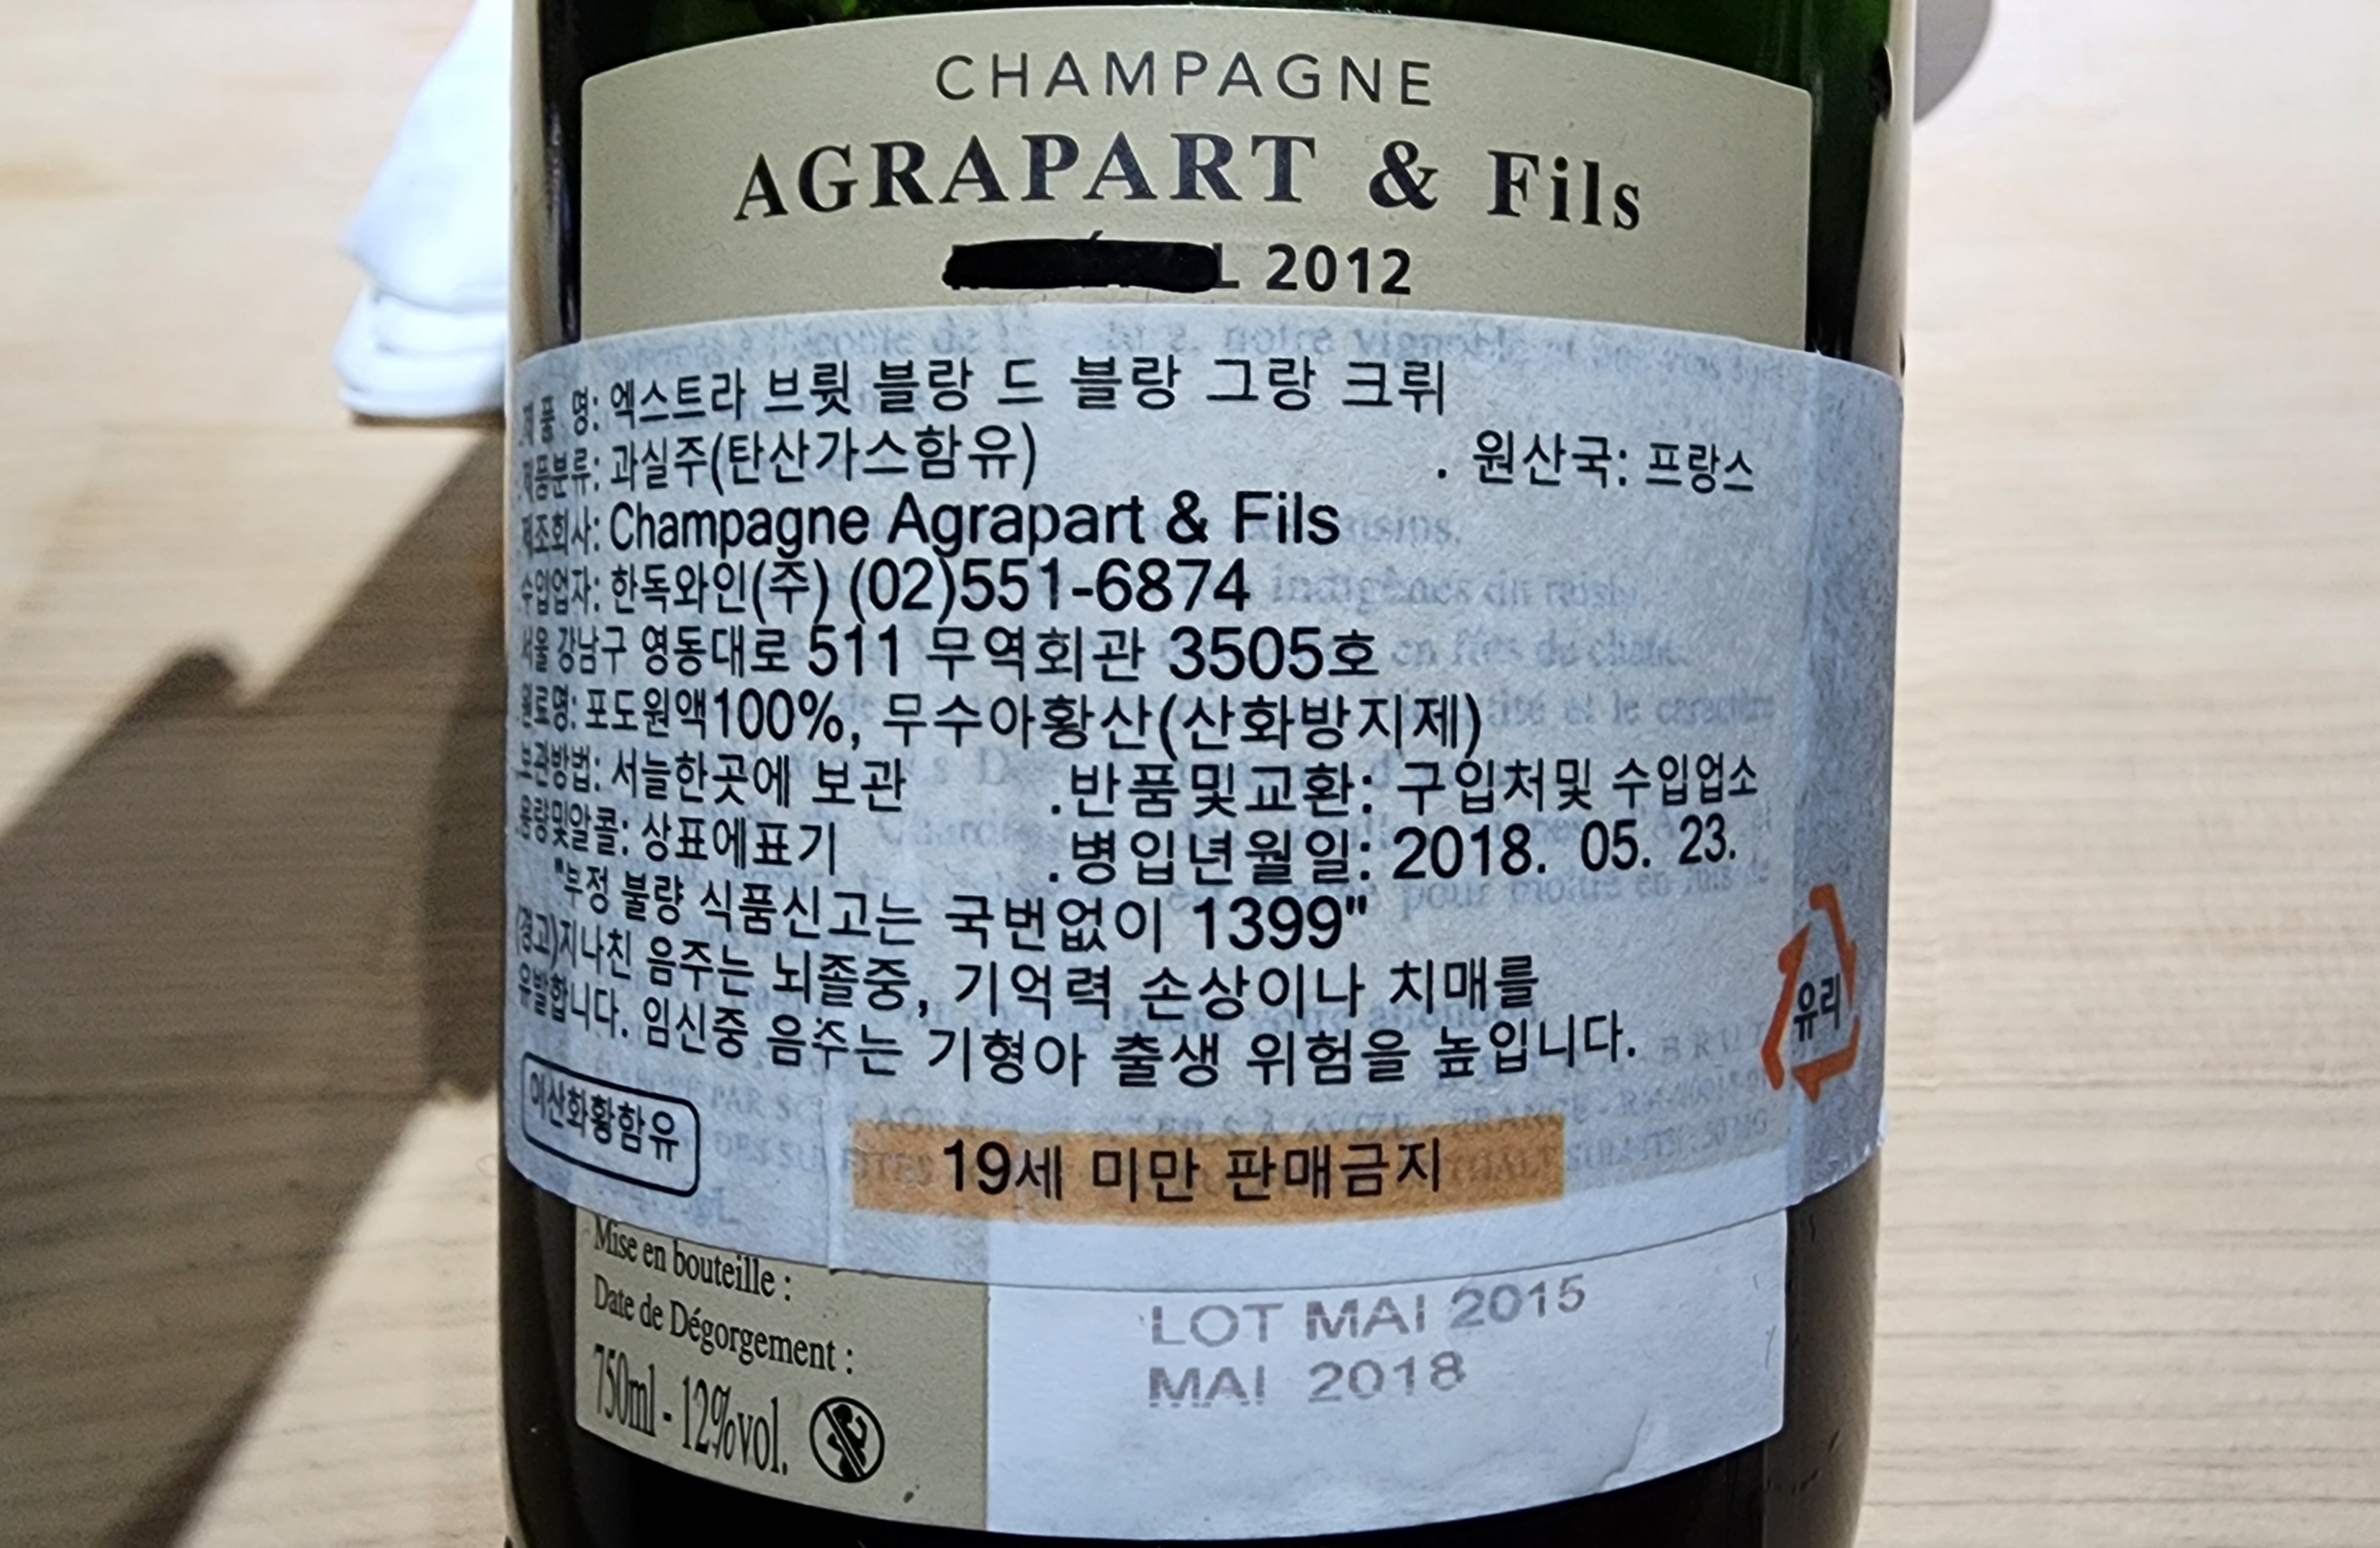 CHAMPAGNE
AGRAPART & Fils
2012
제 품 명: 엑스트라 브륏 블랑 드 블랑 그랑 크뤼
제품분류: 과실주(탄산가스함유) . 원산국: 프랑스
제조회사: Champagne Agrapart & Fils
수입업자: 한독와인(주) (02)551-6874
서울 강남구 영동대로 511 무역회관 3505호
원료명: 포도원액100%, 무수아황산(산화방지제)
보관방법: 서늘한곳에 보관 .반품및교환: 구입처및 수입업소
용량및알콜: 상표에표기 .병입년월일: 2018. 05. 23.
"부정 불량 식품신고는 국번없이 1399"
(경고)지나친 음주는 뇌졸중, 기억력 손상이나 치매를
유발합니다. 임신중 음주는 기형아 출생 위험을 높입니다.
유리
이산화황함유
19세 미만 판매금지
Mise en bouteille : LOT MAI 2015
Date de Dégorgement : MAI 2018
750ml - 12%vol.